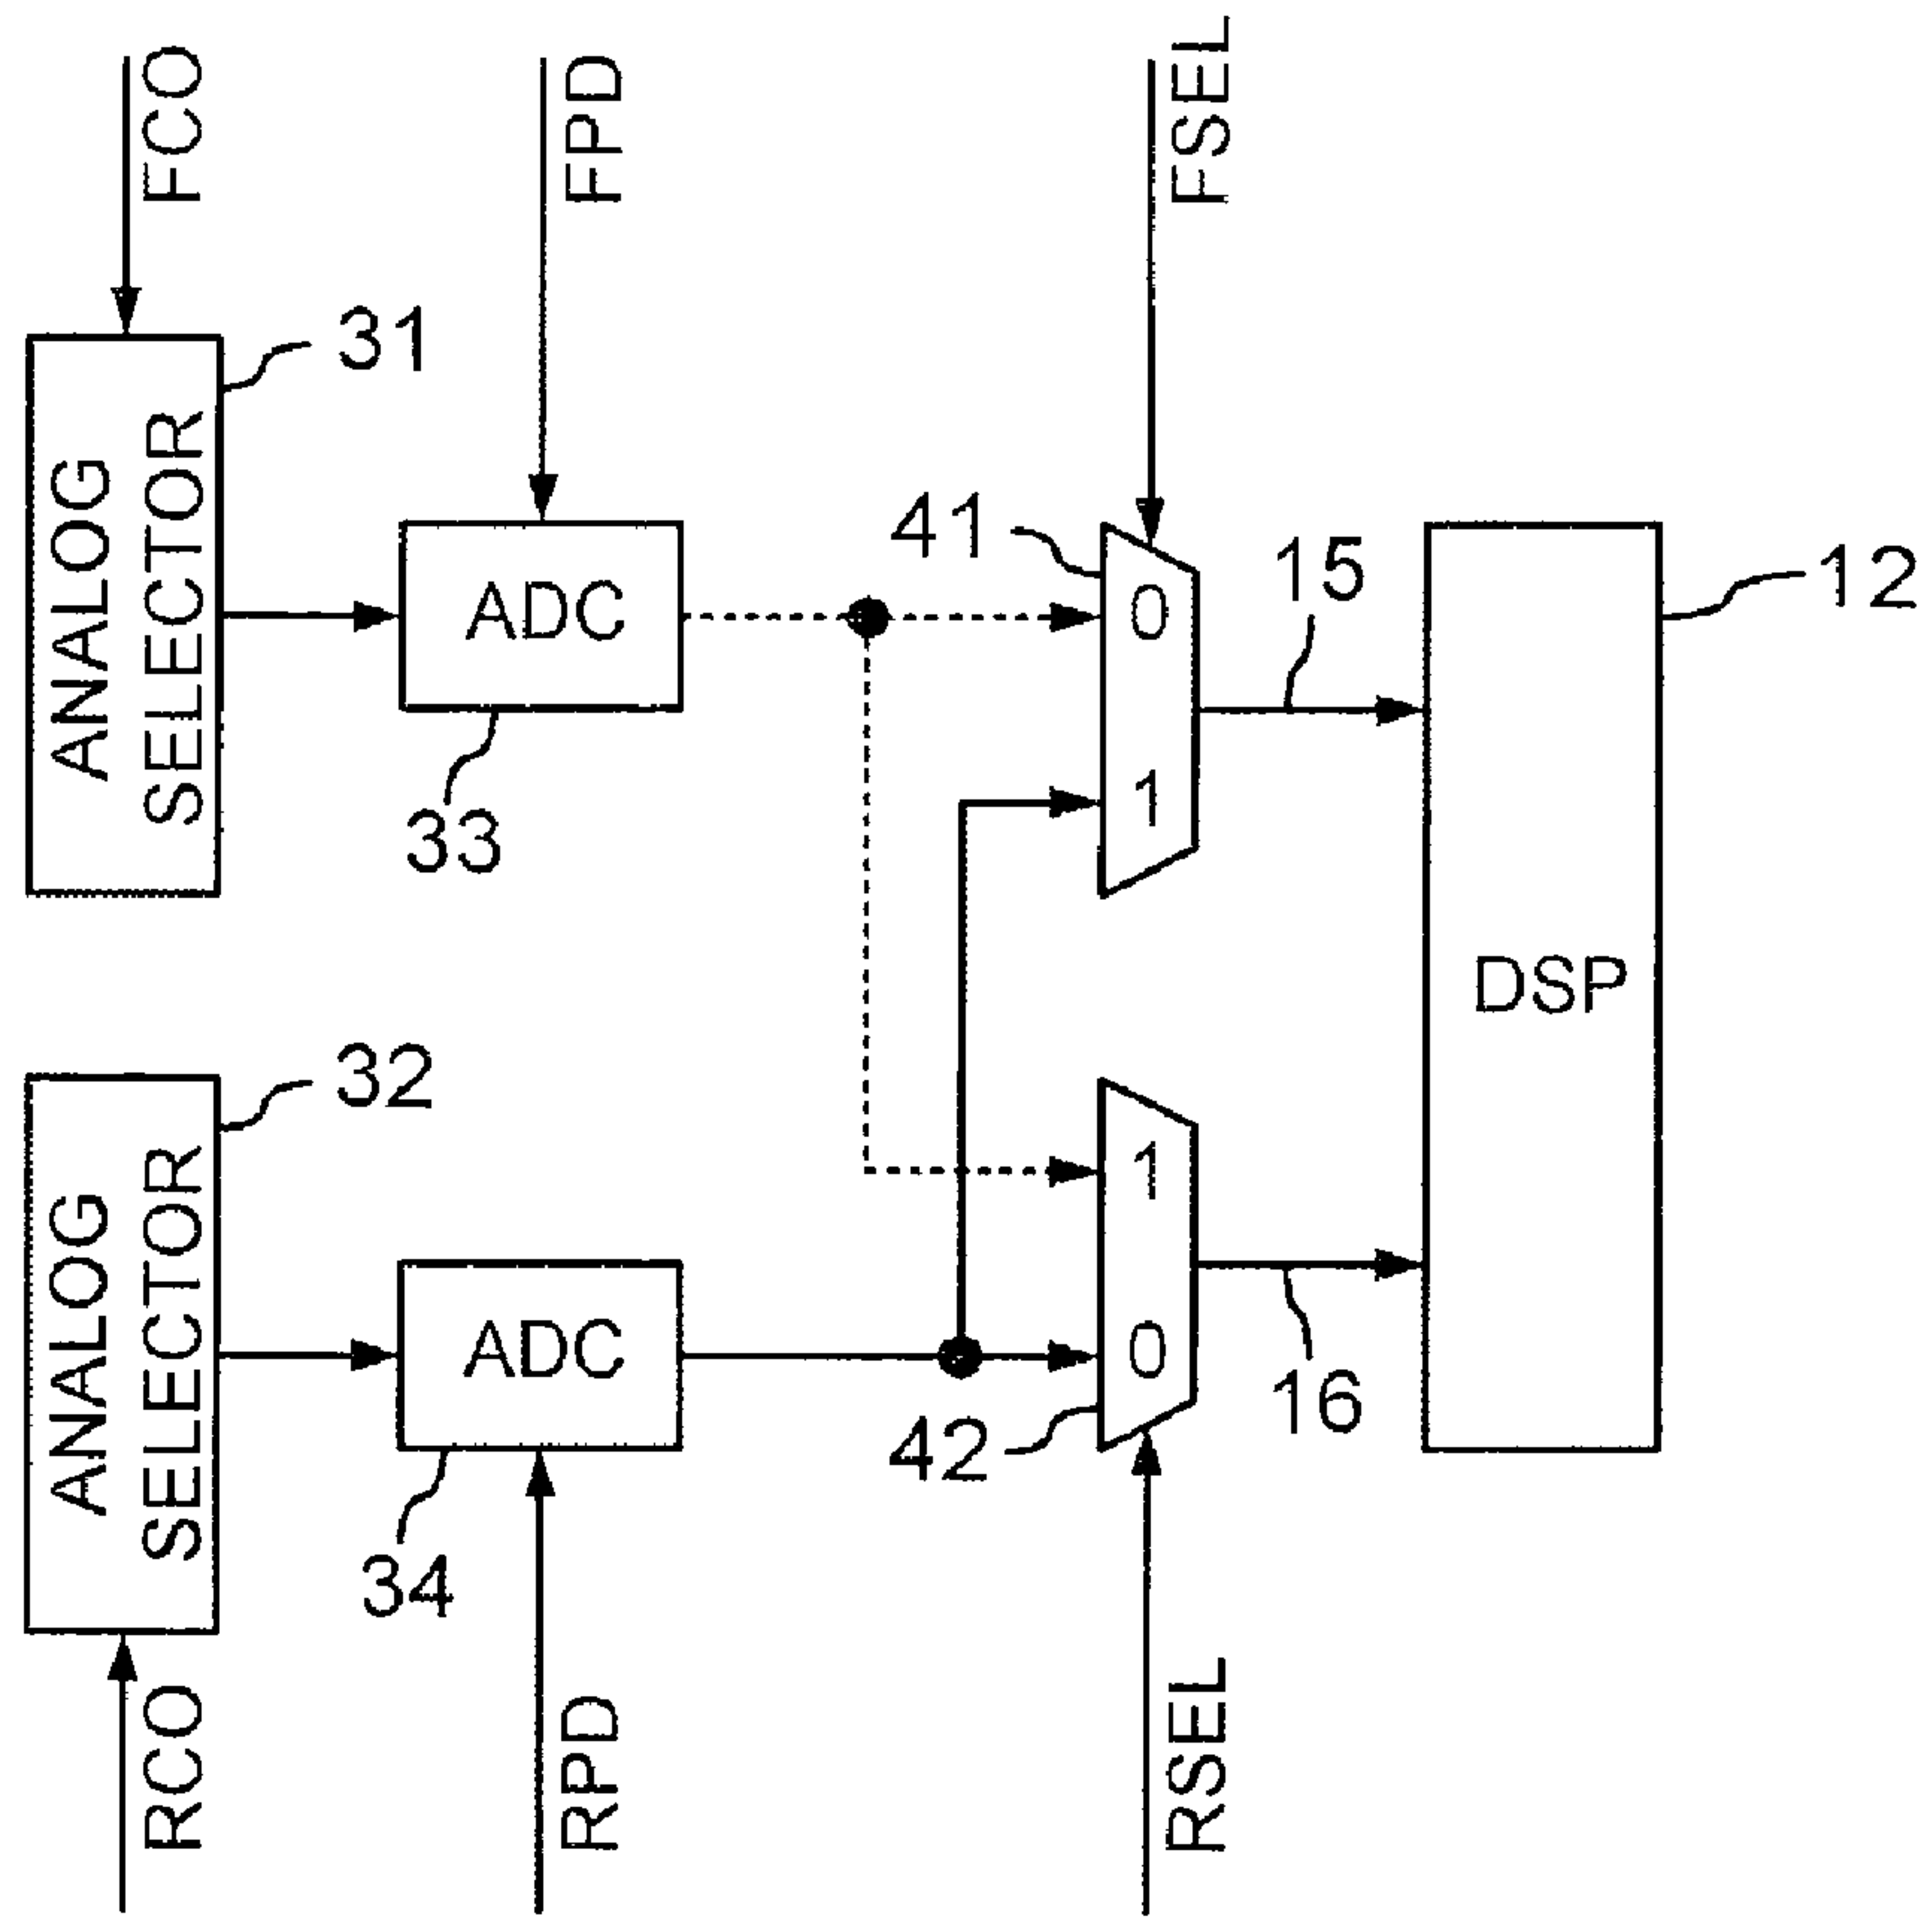 FCO
FPD
FSEL
31
ANALOG
SELECTOR
ADC
33
41
0
1
15
12
DSP
32
ANALOG
SELECTOR
ADC
34
42
1
0
16
RCO
RPD
RSEL